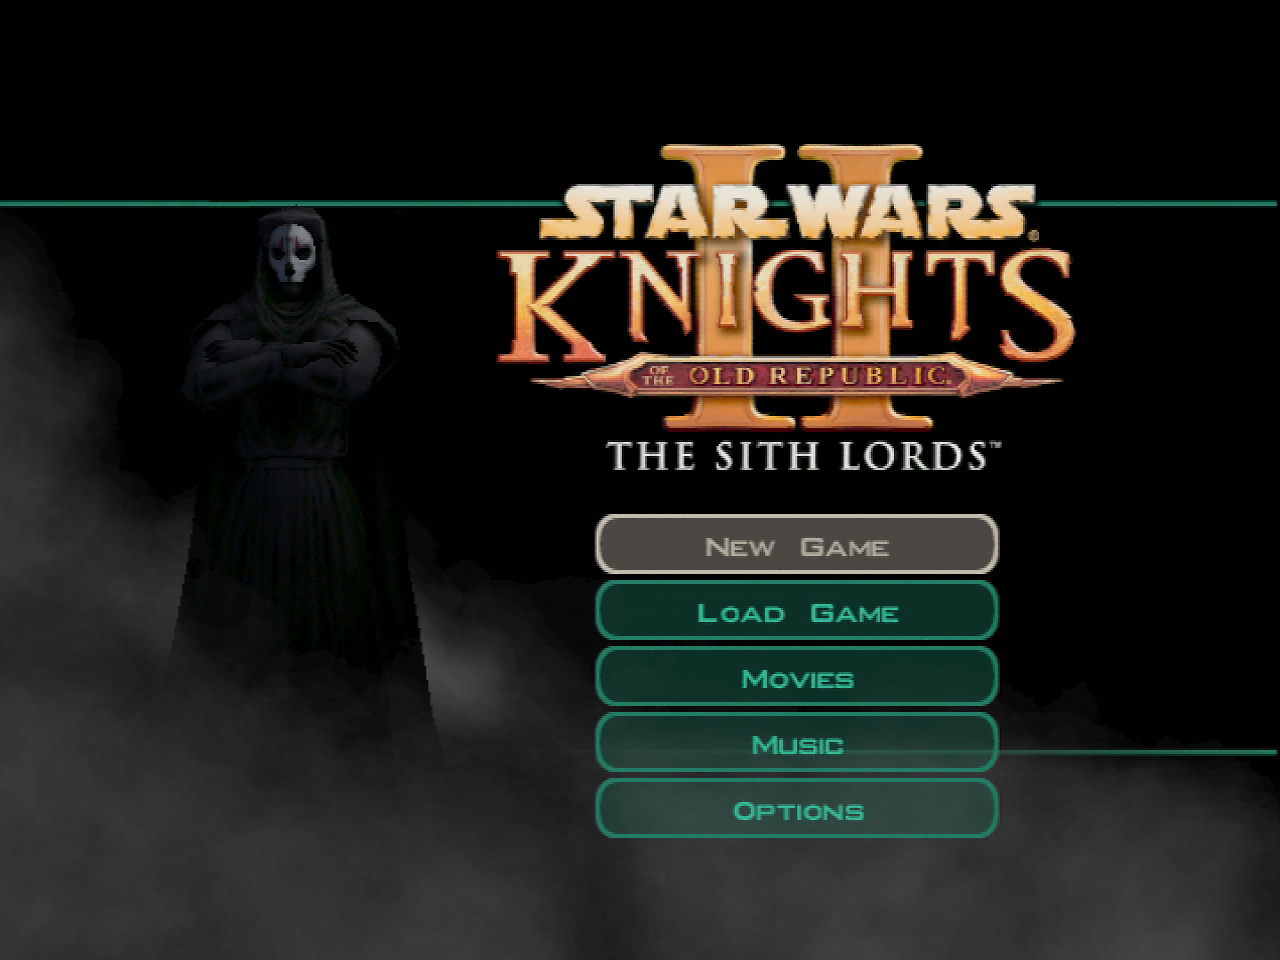 II
STAR WARS®
KNIGHTS
OF THE OLD REPUBLIC.
THE SITH LORDS™
New Game
Load Game
Movies
Music
Options